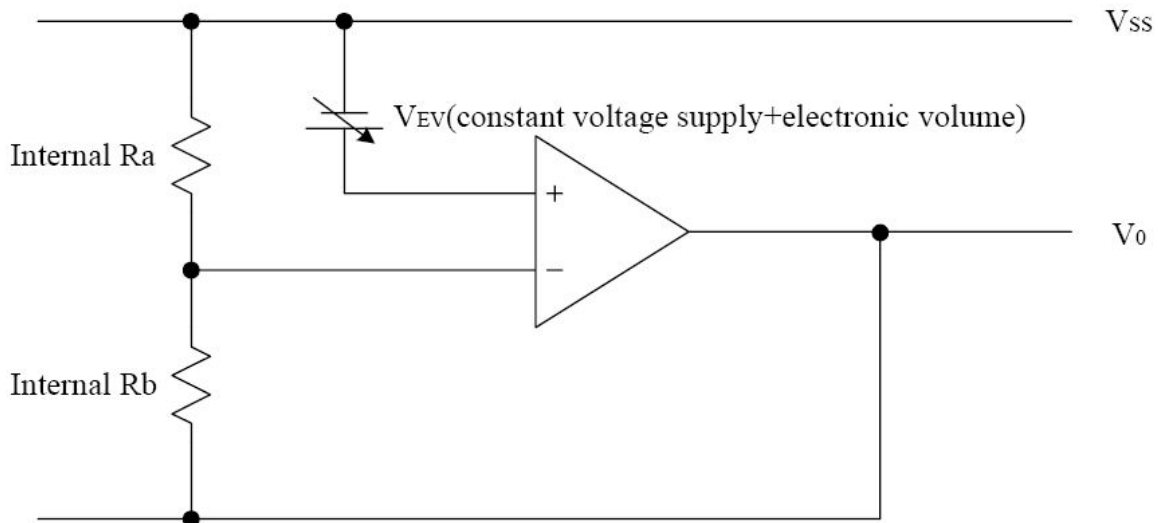 VSS
VEV(constant voltage supply+electronic volume)
Internal Ra
+
V0
−
Internal Rb